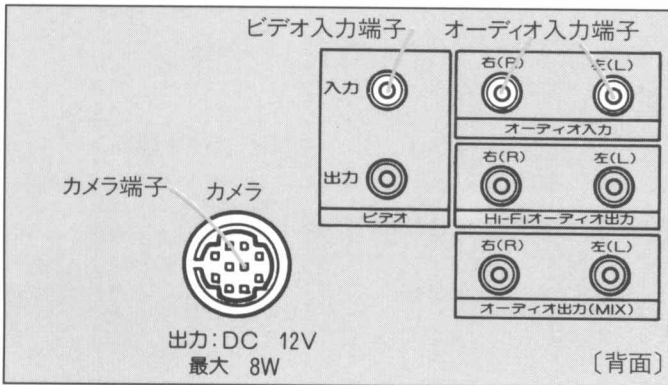 ビデオ入力端子 オーディオ入力端子
右(R) 左(L)
入力
オーディオ入力
右(R) 左(L)
出力
ビデオ
Hi-Fiオーディオ出力
カメラ端子 カメラ
右(R) 左(L)
オーディオ出力(MIX)
出力:DC 12V
最大 8W
〔背面〕